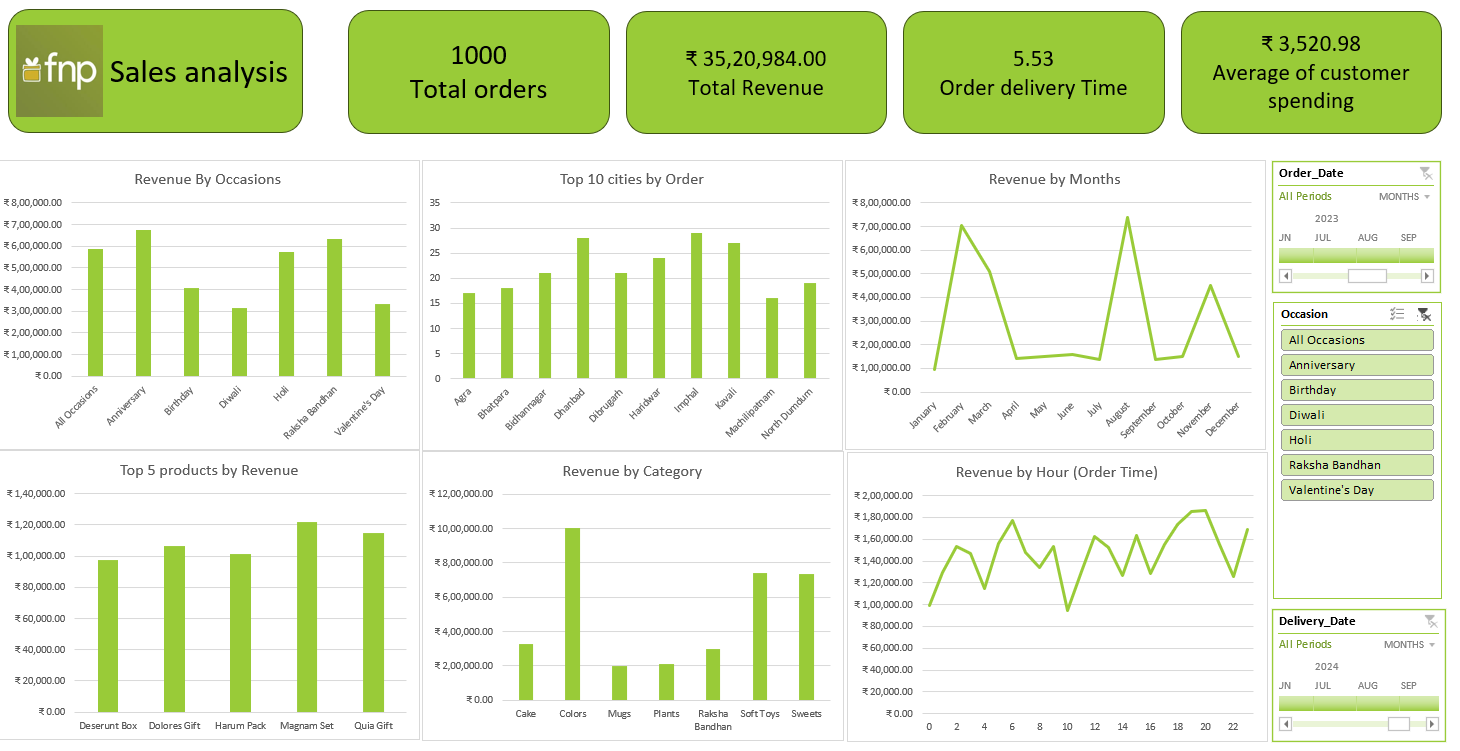 fnp
Sales analysis
1000
Total orders
₹ 35,20,984.00
Total Revenue
5.53
Order delivery Time
₹ 3,520.98
Average of customer
spending
Revenue By Occasions
₹ 8,00,000.00
₹ 7,00,000.00
₹ 6,00,000.00
₹ 5,00,000.00
₹ 4,00,000.00
₹ 3,00,000.00
₹ 2,00,000.00
₹ 1,00,000.00
₹ 0.00
All Occasions
Anniversary
Birthday
Diwali
Holi
Raksha Bandhan
Valentine's Day
Top 10 cities by Order
35
30
25
20
15
10
5
0
Agra
Bhatpara
Bidhannagar
Dhanbad
Dibrugarh
Haridwar
Imphal
Kavali
Machilipatnam
North Dumdum
Revenue by Months
₹ 8,00,000.00
₹ 7,00,000.00
₹ 6,00,000.00
₹ 5,00,000.00
₹ 4,00,000.00
₹ 3,00,000.00
₹ 2,00,000.00
₹ 1,00,000.00
₹ 0.00
January
February
March
April
May
June
July
August
September
October
November
December
Order_Date
All Periods MONTHS
2023
JN JUL AUG SEP
Occasion
All Occasions
Anniversary
Birthday
Diwali
Holi
Raksha Bandhan
Valentine's Day
Top 5 products by Revenue
₹ 1,40,000.00
₹ 1,20,000.00
₹ 1,00,000.00
₹ 80,000.00
₹ 60,000.00
₹ 40,000.00
₹ 20,000.00
₹ 0.00
Deserunt Box Dolores Gift Harum Pack Magnam Set Quia Gift
Revenue by Category
₹ 12,00,000.00
₹ 10,00,000.00
₹ 8,00,000.00
₹ 6,00,000.00
₹ 4,00,000.00
₹ 2,00,000.00
₹ 0.00
Cake Colors Mugs Plants Raksha Soft Toys Sweets
Bandhan
Revenue by Hour (Order Time)
₹ 2,00,000.00
₹ 1,80,000.00
₹ 1,60,000.00
₹ 1,40,000.00
₹ 1,20,000.00
₹ 1,00,000.00
₹ 80,000.00
₹ 60,000.00
₹ 40,000.00
₹ 20,000.00
₹ 0.00
0 2 4 6 8 10 12 14 16 18 20 22
Delivery_Date
All Periods MONTHS
2024
JN JUL AUG SEP